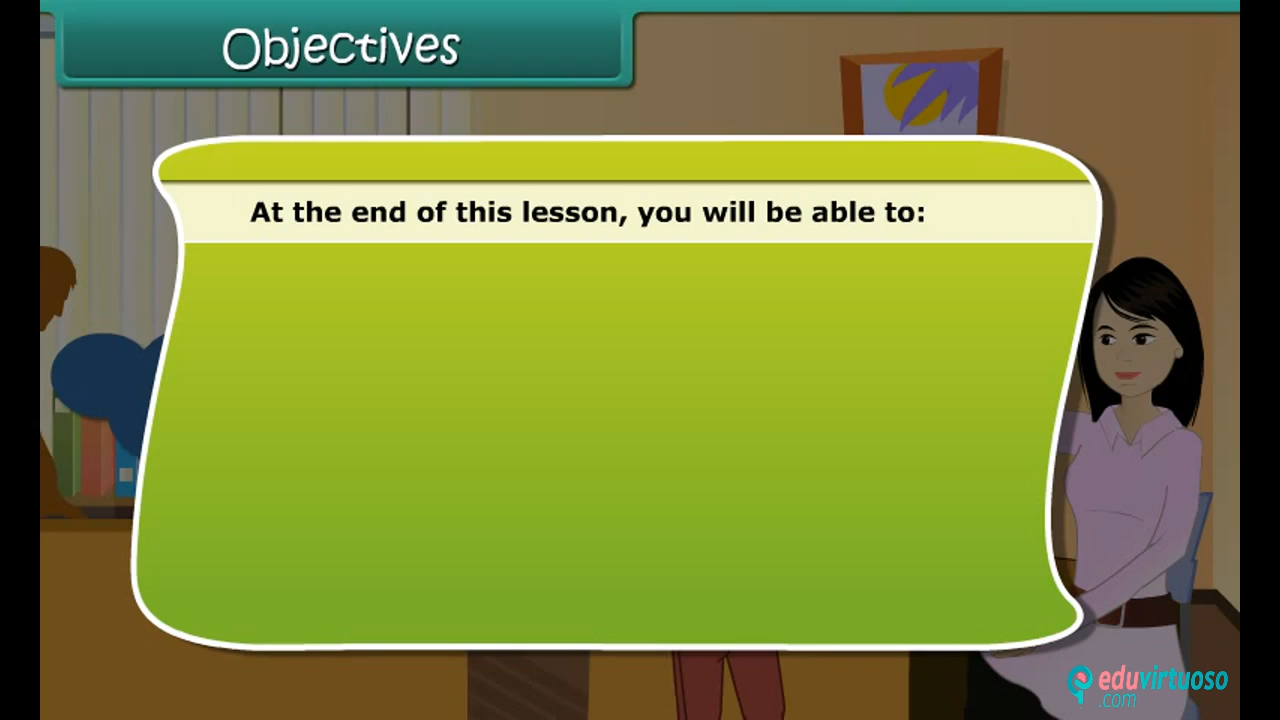 Objectives
At the end of this lesson, you will be able to:
eduvirtuoso
.com